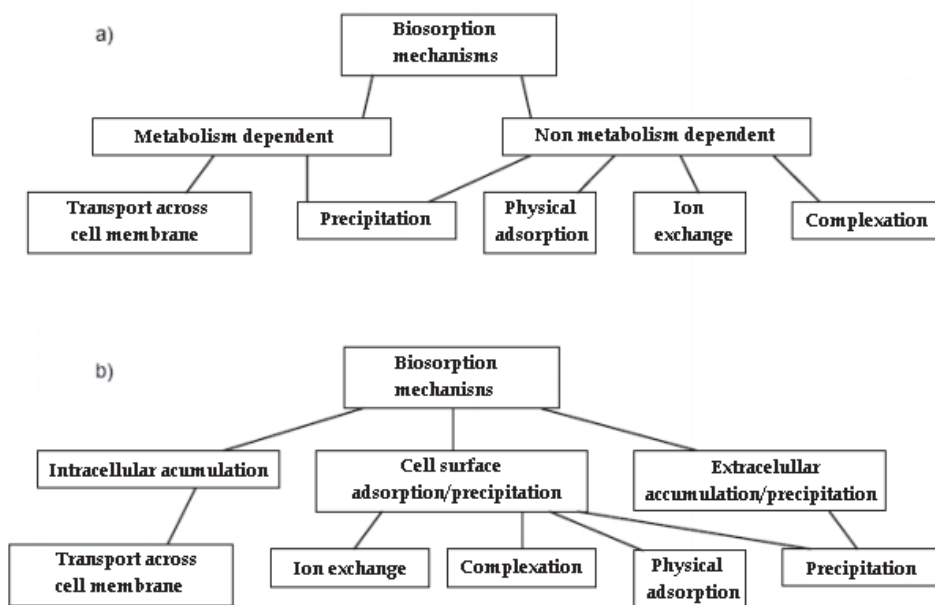 a)
Biosorption
mechanisms
Metabolism dependent
Non metabolism dependent
Transport across
cell membrane
Precipitation
Physical
adsorption
Ion
exchange
Complexation
b)
Biosorption
mechanisns
Intracellular acumulation
Cell surface
adsorption/precipitation
Extracelullar
accumulation/precipitation
Transport across
cell membrane
Ion exchange
Complexation
Physical
adsorption
Precipitation